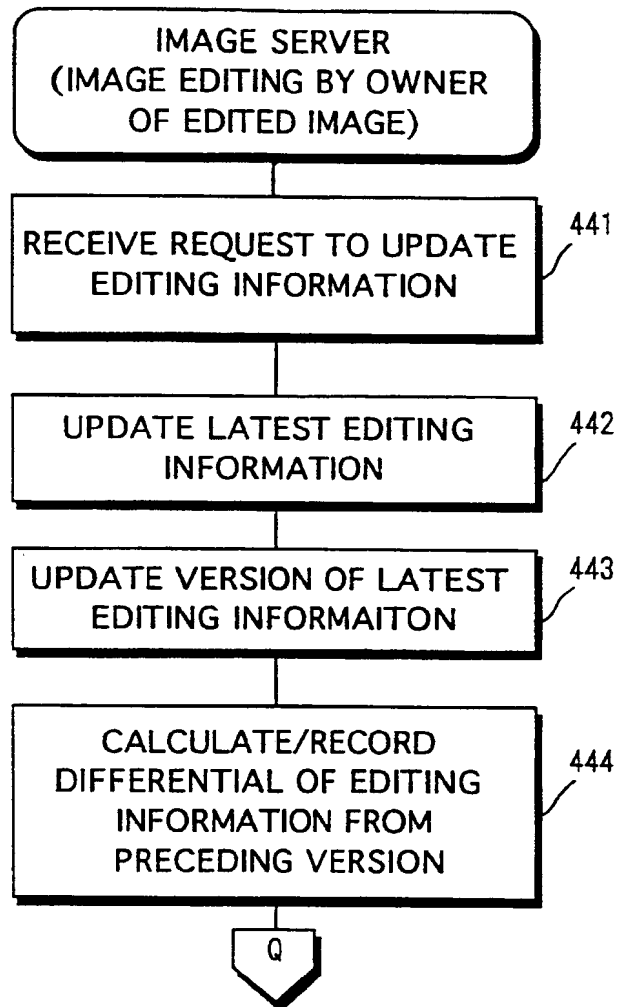 IMAGE SERVER
(IMAGE EDITING BY OWNER
OF EDITED IMAGE)
RECEIVE REQUEST TO UPDATE
EDITING INFORMATION
441
UPDATE LATEST EDITING
INFORMATION
442
UPDATE VERSION OF LATEST
EDITING INFORMAITON
443
CALCULATE/RECORD
DIFFERENTIAL OF EDITING
INFORMATION FROM
PRECEDING VERSION
444
Q